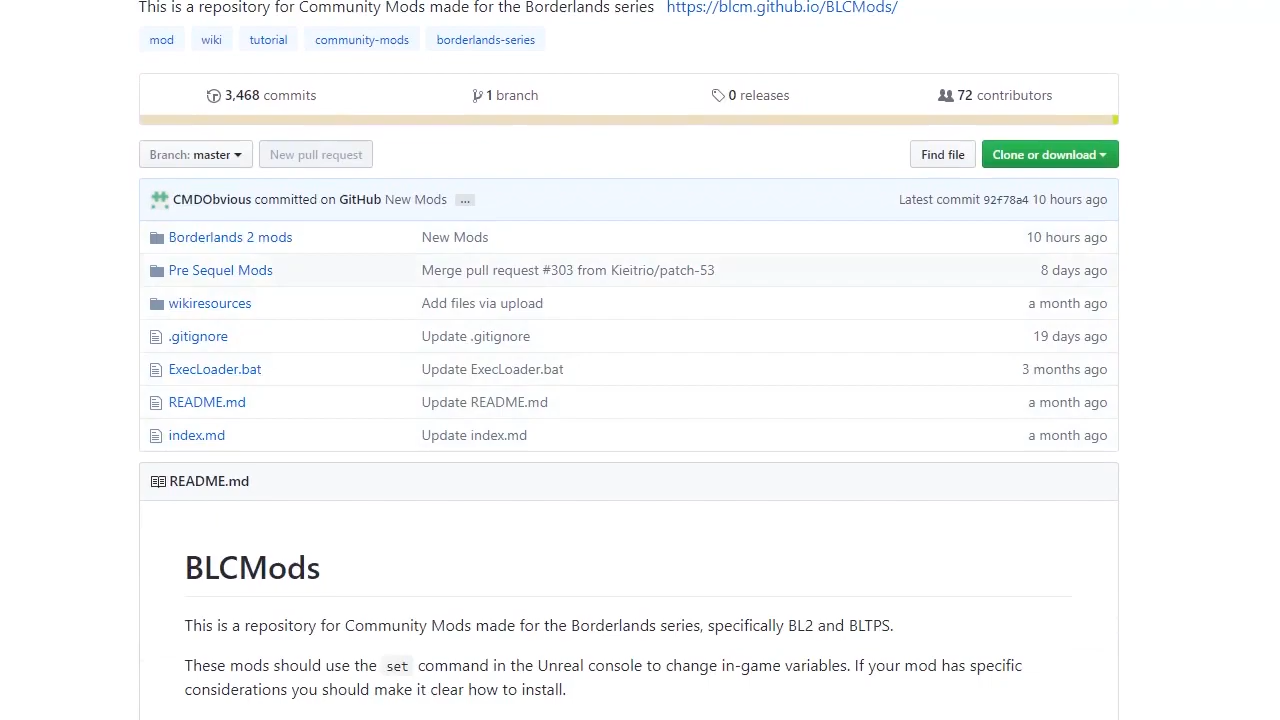 This is a repository for Community Mods made for the Borderlands series https://blcm.github.io/BLCMods/
mod wiki tutorial community-mods borderlands-series
3,468 commits 1 branch 0 releases 72 contributors
Branch: master New pull request Find file Clone or download
CMDObvious committed on GitHub New Mods ... Latest commit 92f78a4 10 hours ago
Borderlands 2 mods New Mods 10 hours ago
Pre Sequel Mods Merge pull request #303 from Kieitrio/patch-53 8 days ago
wikiresources Add files via upload a month ago
.gitignore Update .gitignore 19 days ago
ExecLoader.bat Update ExecLoader.bat 3 months ago
README.md Update README.md a month ago
index.md Update index.md a month ago
README.md
BLCMods
This is a repository for Community Mods made for the Borderlands series, specifically BL2 and BLTPS.
These mods should use the set command in the Unreal console to change in-game variables. If your mod has specific
considerations you should make it clear how to install.